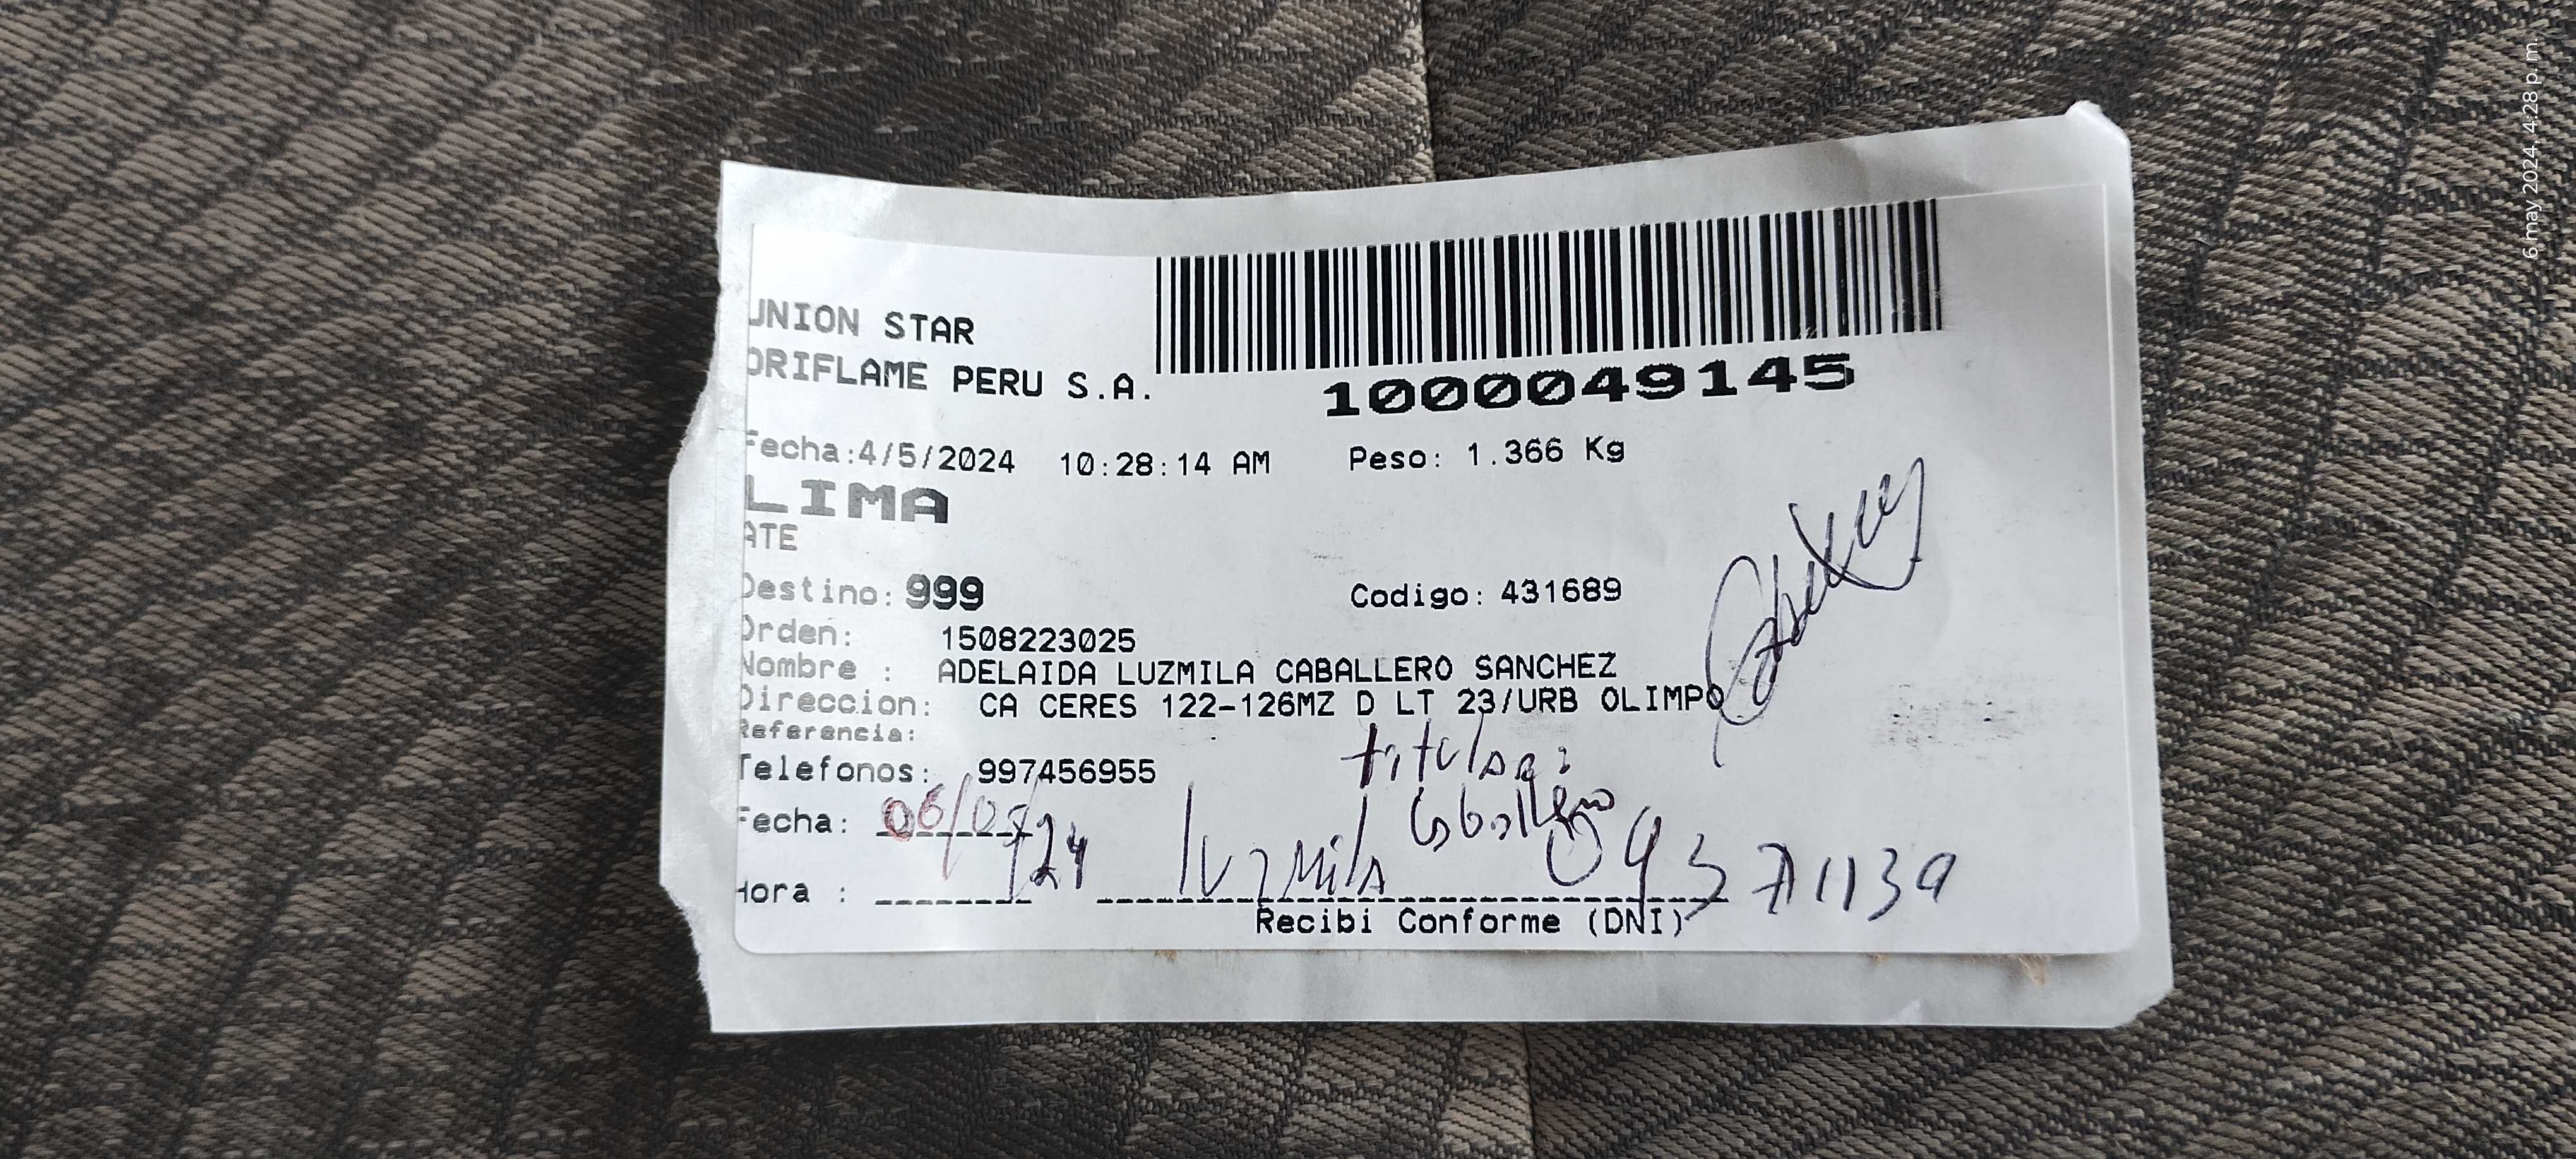 UNION STAR
ORIFLAME PERU S.A.
1000049145
Fecha:4/5/2024 10:28:14 AM Peso: 1.366 Kg
LIMA
ATE
Destino: 999 Codigo: 431689
Orden: 1508223025
Nombre : ADELAIDA LUZMILA CABALLERO SANCHEZ
Direccion: CA CERES 122-126MZ D LT 23/URB OLIMPO
Referencia:
Telefonos: 997456955 titular:
Fecha: 06/05/24 luzmila Caballero
Hora :
Recibi Conforme (DNI)
6 may 2024, 4:28 p. m.